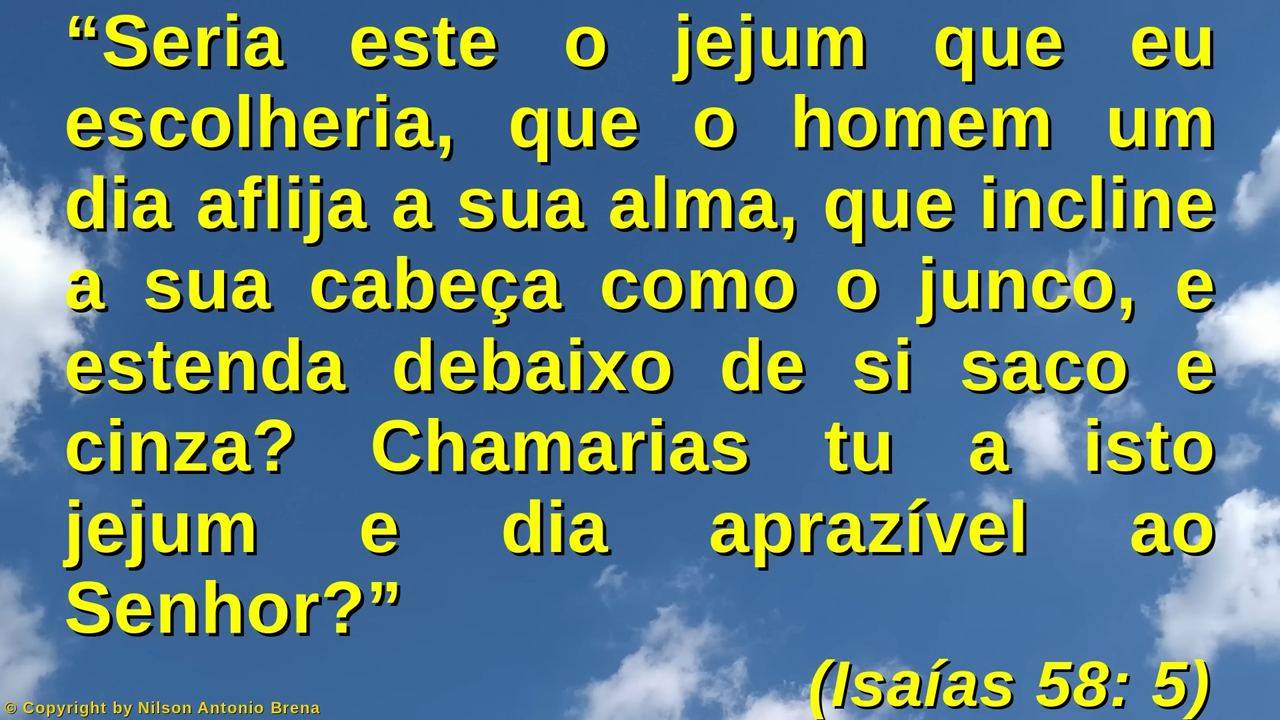 “Seria este o jejum que eu
escolheria, que o homem um
dia aflija a sua alma, que incline
a sua cabeça como o junco, e
estenda debaixo de si saco e
cinza? Chamarias tu a isto
jejum e dia aprazível ao
Senhor?”
(Isaías 58: 5)
© Copyright by Nilson Antonio Brena